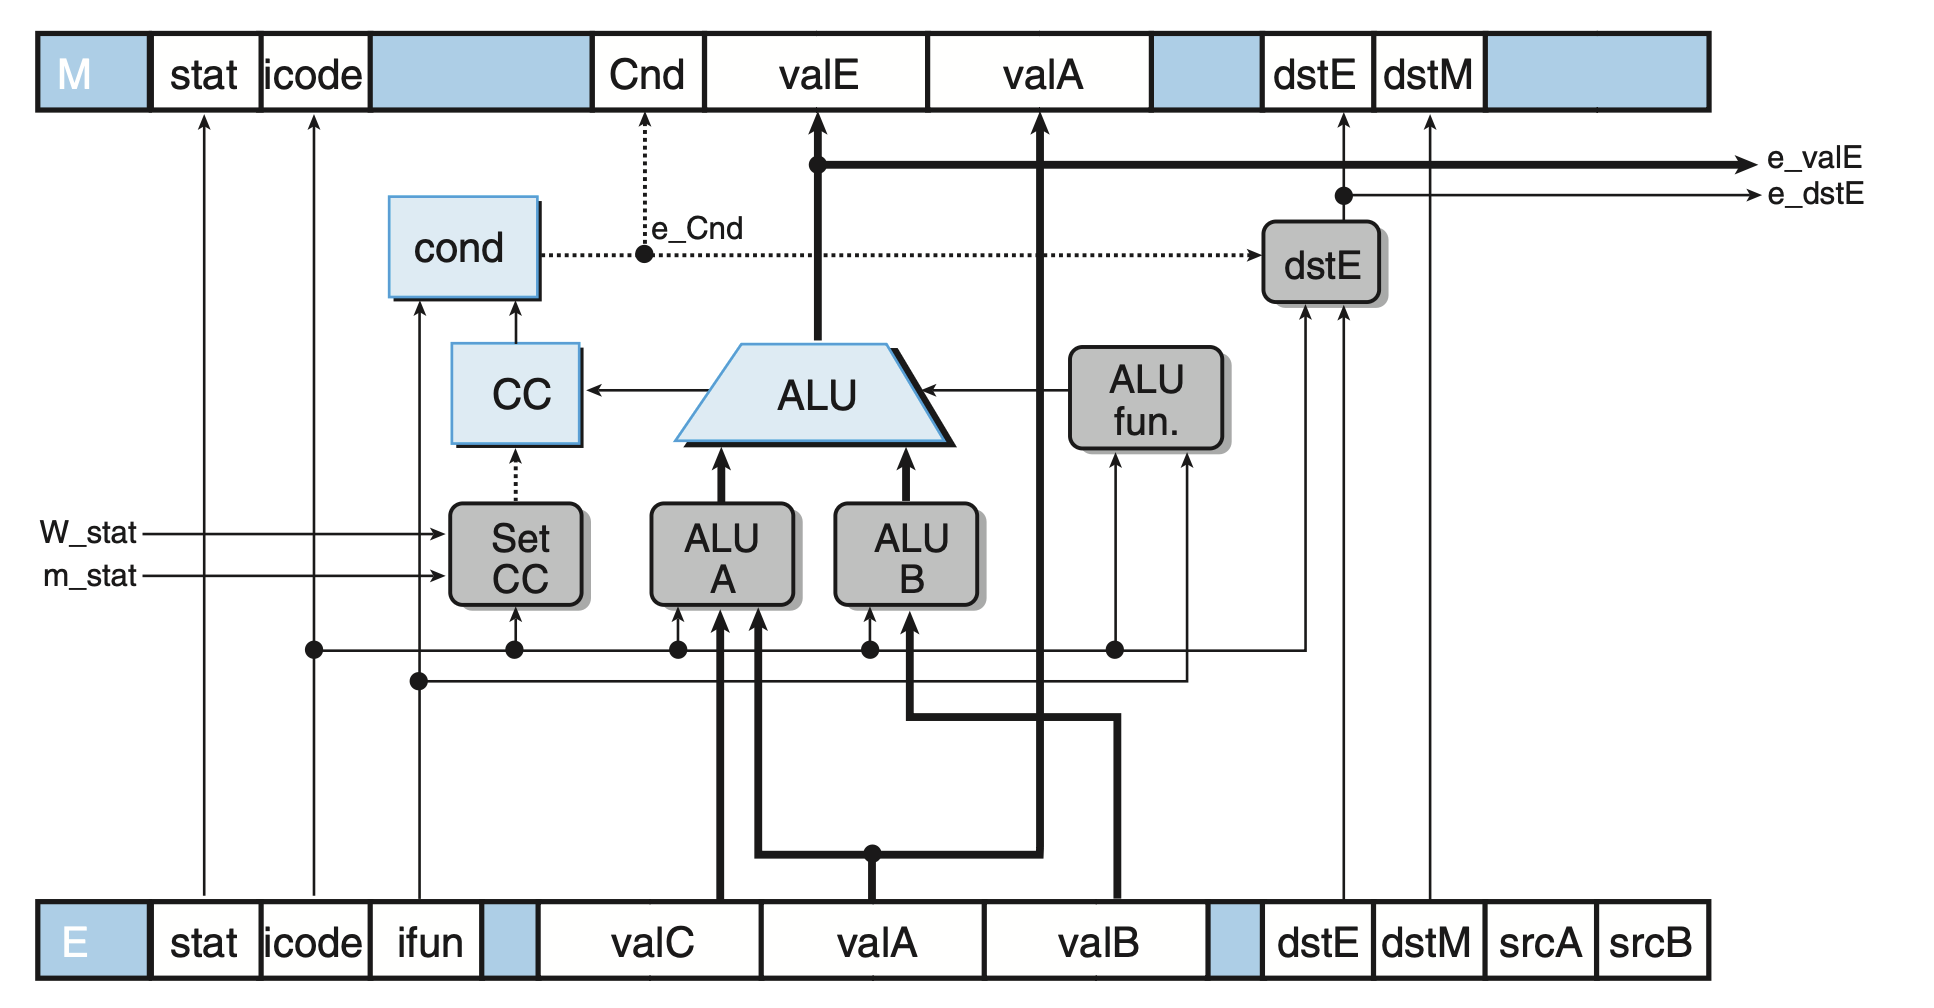 M stat icode Cnd valE valA dstE dstM
e_valE
e_dstE
e_Cnd
cond
dstE
CC
ALU
ALU
fun.
W_stat
m_stat
Set
CC
ALU
A
ALU
B
E stat icode ifun valC valA valB dstE dstM srcA srcB